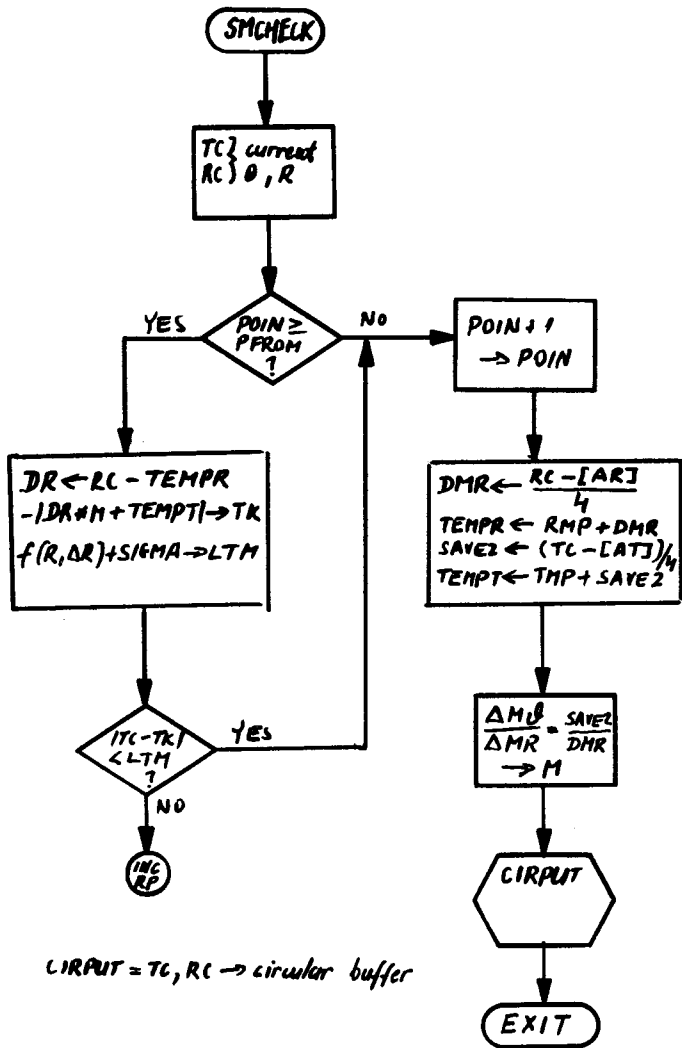 SMCHECK
TC } current
RC } θ, R
POIN ≥
PFROM
?
YES
NO
POIN + 1
→ POIN
DR ← RC - TEMPR
-|DR*M + TEMPT| → TK
f(R, ΔR) + SIGMA → LTM
DMR ← RC - [AR]
4
TEMPR ← RMP + DMR
SAVE2 ← (TC - [AT])/4
TEMPT ← TMP + SAVE2
|TC - TK|
< LTM
?
YES
NO
INC
RP
ΔMϑ = SAVE2
ΔMR DMR
→ M
CIRPUT
EXIT
CIRPUT = TC, RC → circular buffer